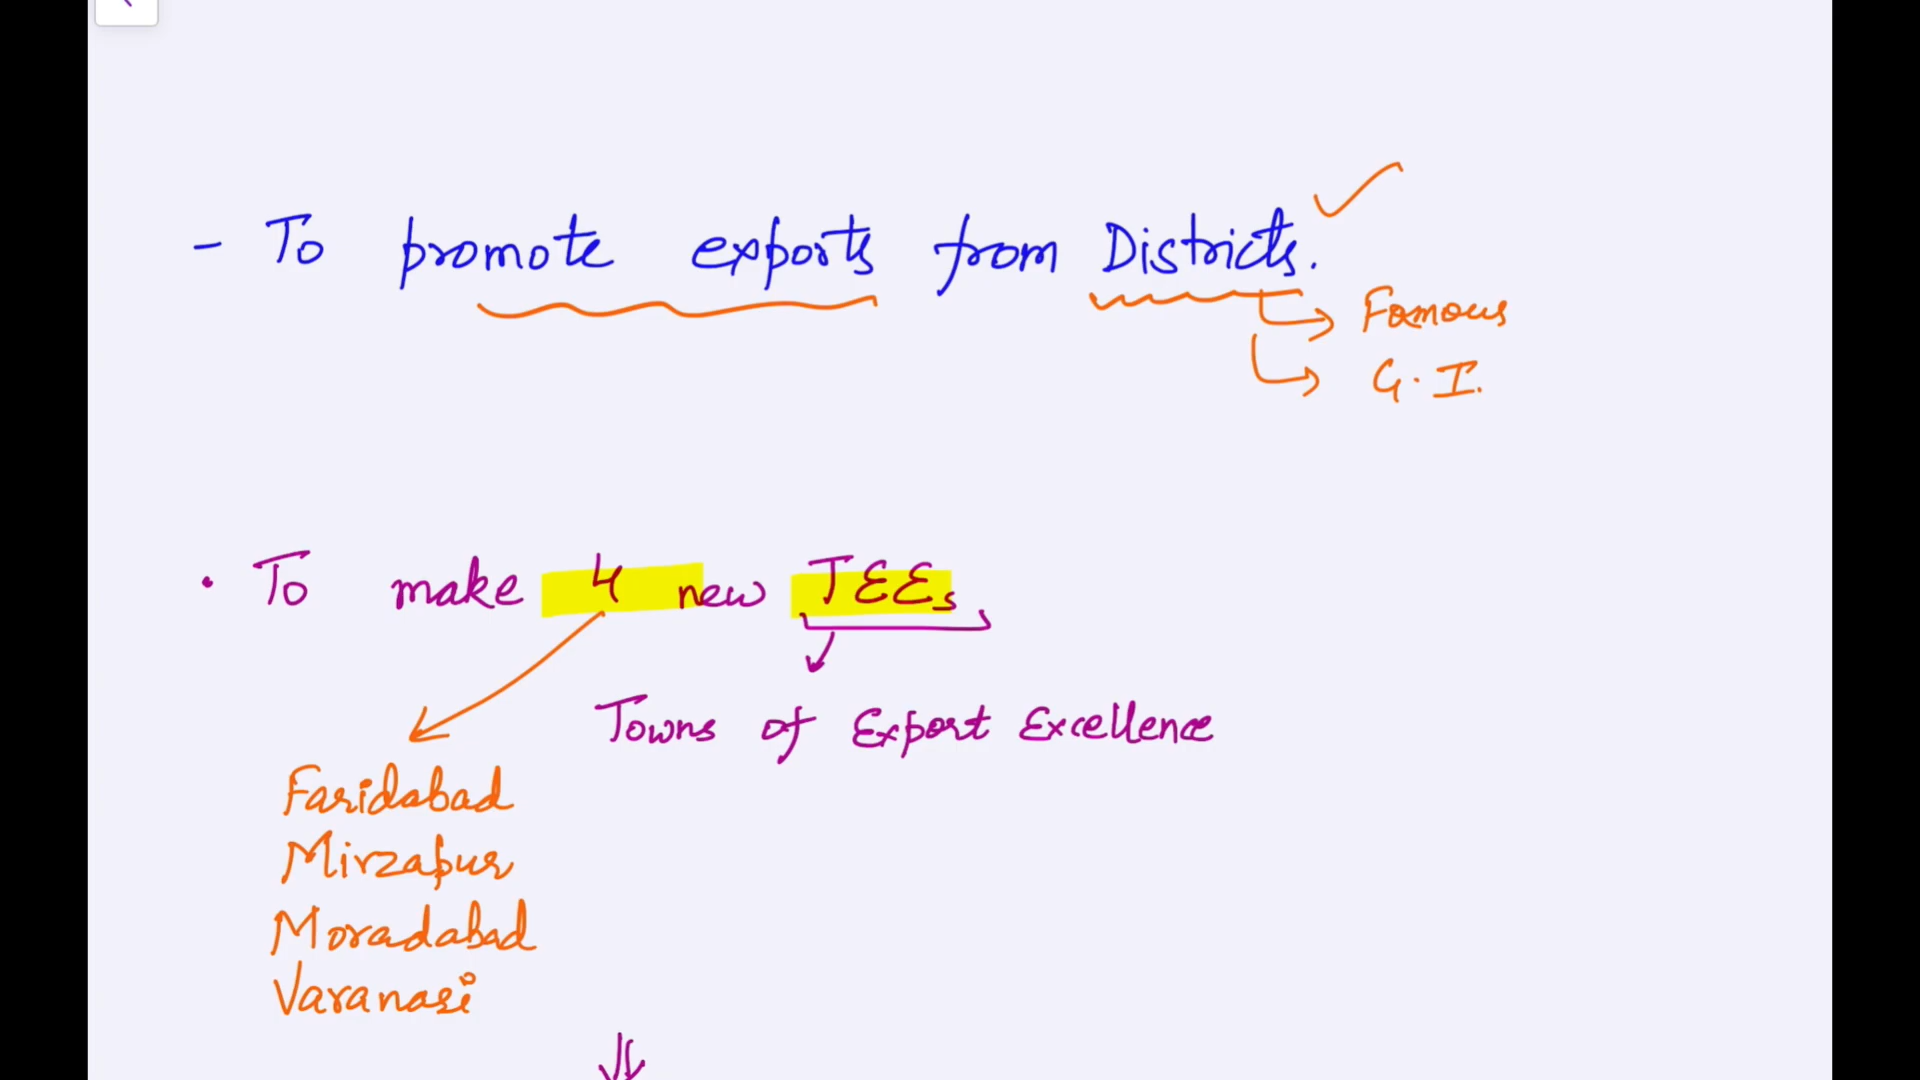 - To promote exports from Districts.
Famous
G.I.
• To make 4 new TEEs
Towns of Export Excellence
Faridabad
Mirzapur
Moradabad
Varanasi